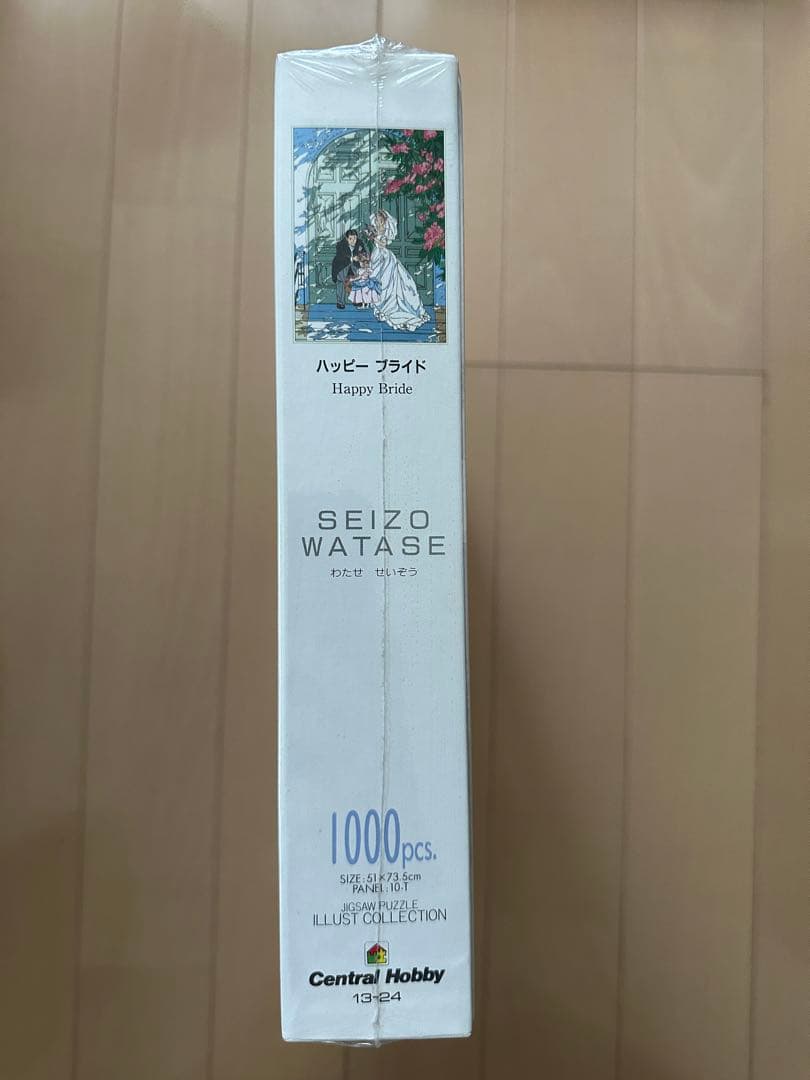 ハッピー ブライド
Happy Bride
SEIZO
WATASE
わたせ せいぞう
1000pcs.
SIZE:51×73.5cm
PANEL:10-T
JIGSAW PUZZLE
ILLUST COLLECTION
Central Hobby
13-24